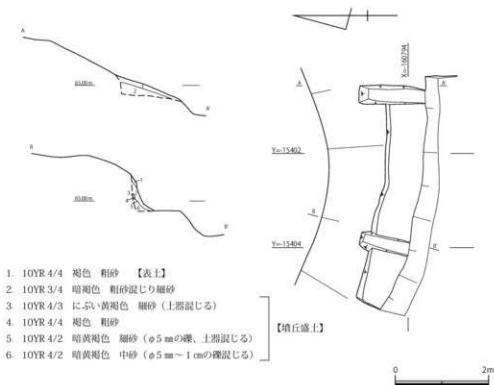 A
65.00m
1
2
A'
B
65.00m
1
B'
X=-160794
A
A'
Y=-15402
B
B'
Y=-15404
1. 10YR 4/4 褐色 粗砂 【表土】
2. 10YR 3/4 暗褐色 粗砂混じり細砂
3. 10YR 4/3 にぶい黄褐色 細砂(土器混じる)
4. 10YR 4/4 褐色 粗砂
5. 10YR 4/2 暗黄褐色 細砂(φ5㎜の礫、土器混じる)
6. 10YR 4/2 暗黄褐色 中砂(φ5㎜~1㎝の礫混じる)
【墳丘盛土】
0 2m